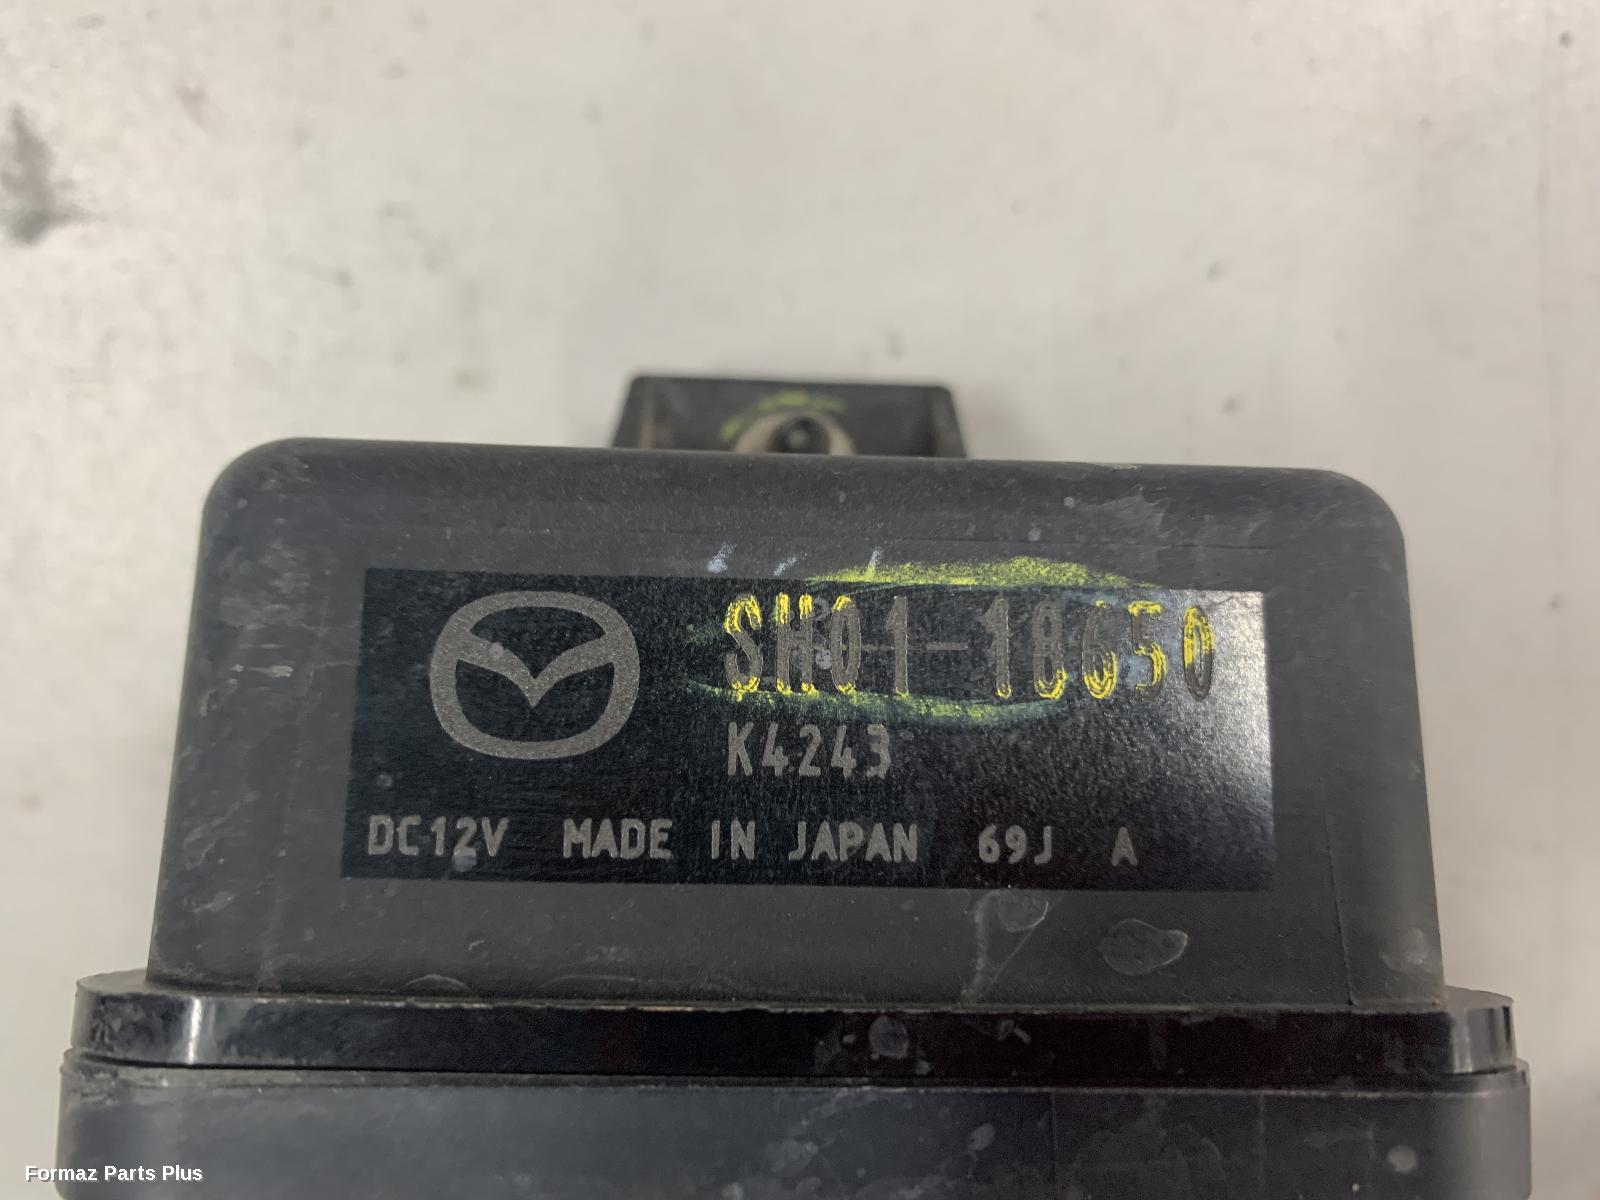 SH01-18650
K4243
DC12V MADE IN JAPAN 69J A
Formaz Parts Plus